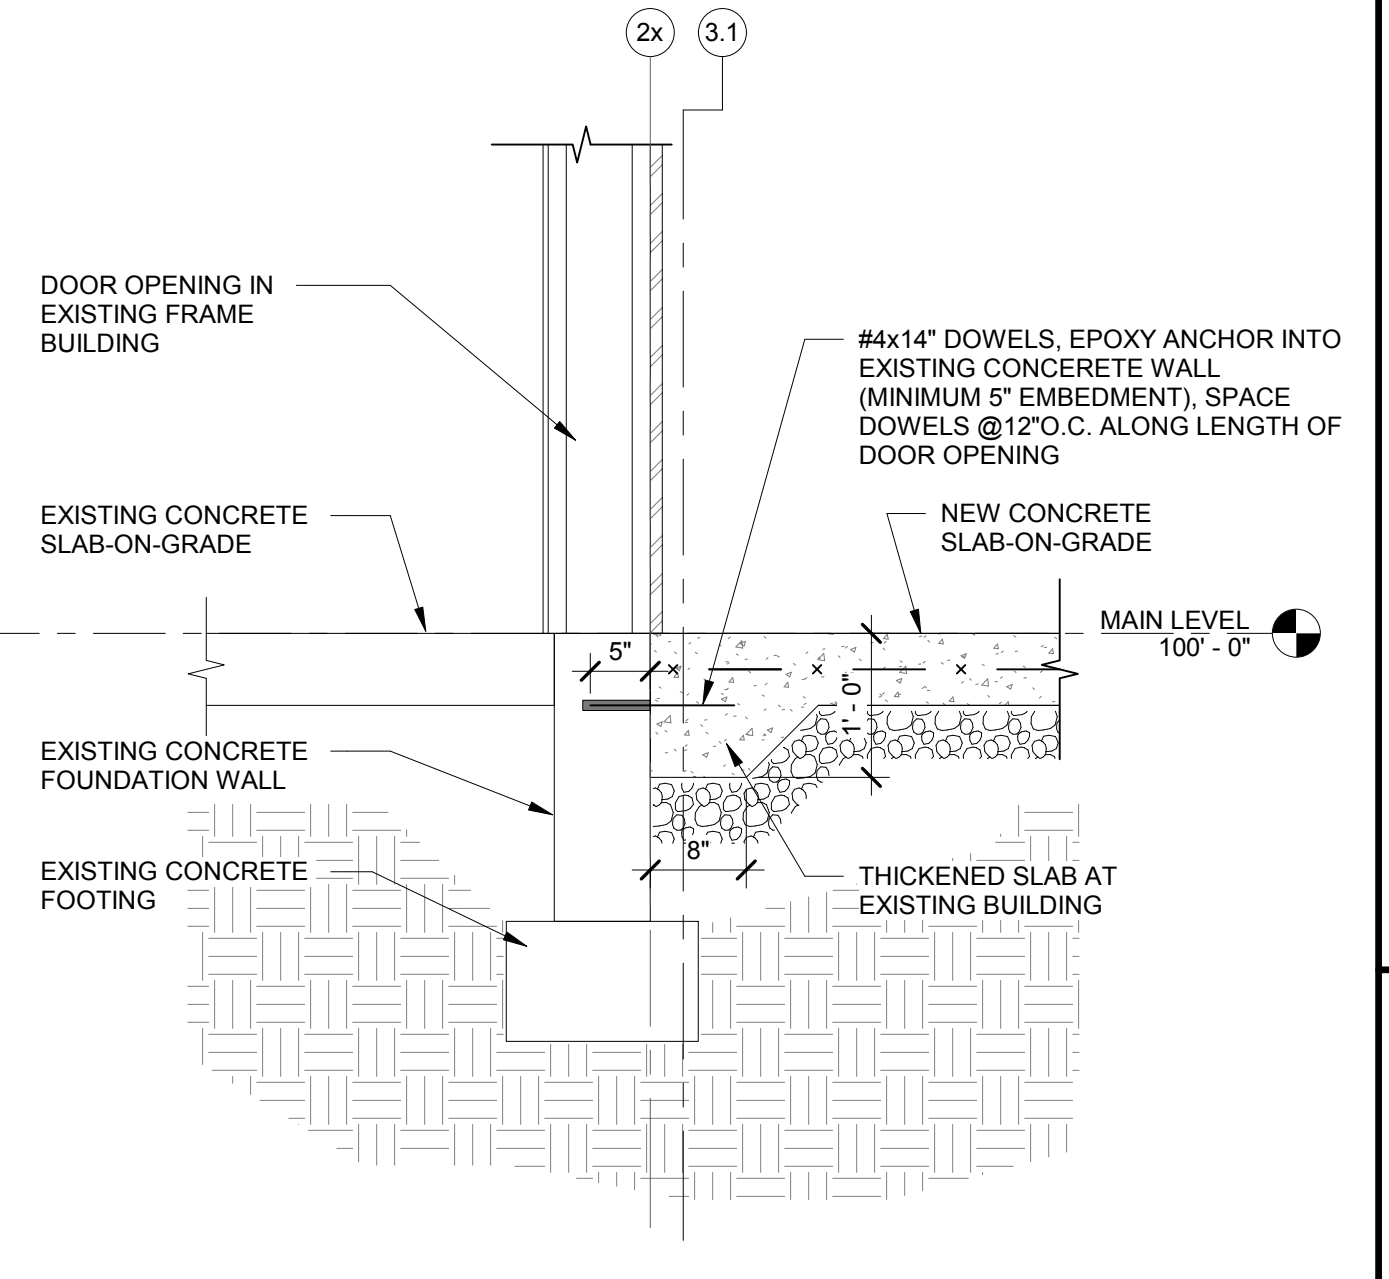 2x
3.1
DOOR OPENING IN
EXISTING FRAME
BUILDING
#4x14" DOWELS, EPOXY ANCHOR INTO
EXISTING CONCERETE WALL
(MINIMUM 5" EMBEDMENT), SPACE
DOWELS @12"O.C. ALONG LENGTH OF
DOOR OPENING
EXISTING CONCRETE
SLAB-ON-GRADE
NEW CONCRETE
SLAB-ON-GRADE
MAIN LEVEL
100' - 0"
5"
1' - 0"
EXISTING CONCRETE
FOUNDATION WALL
8"
EXISTING CONCRETE
FOOTING
THICKENED SLAB AT
EXISTING BUILDING